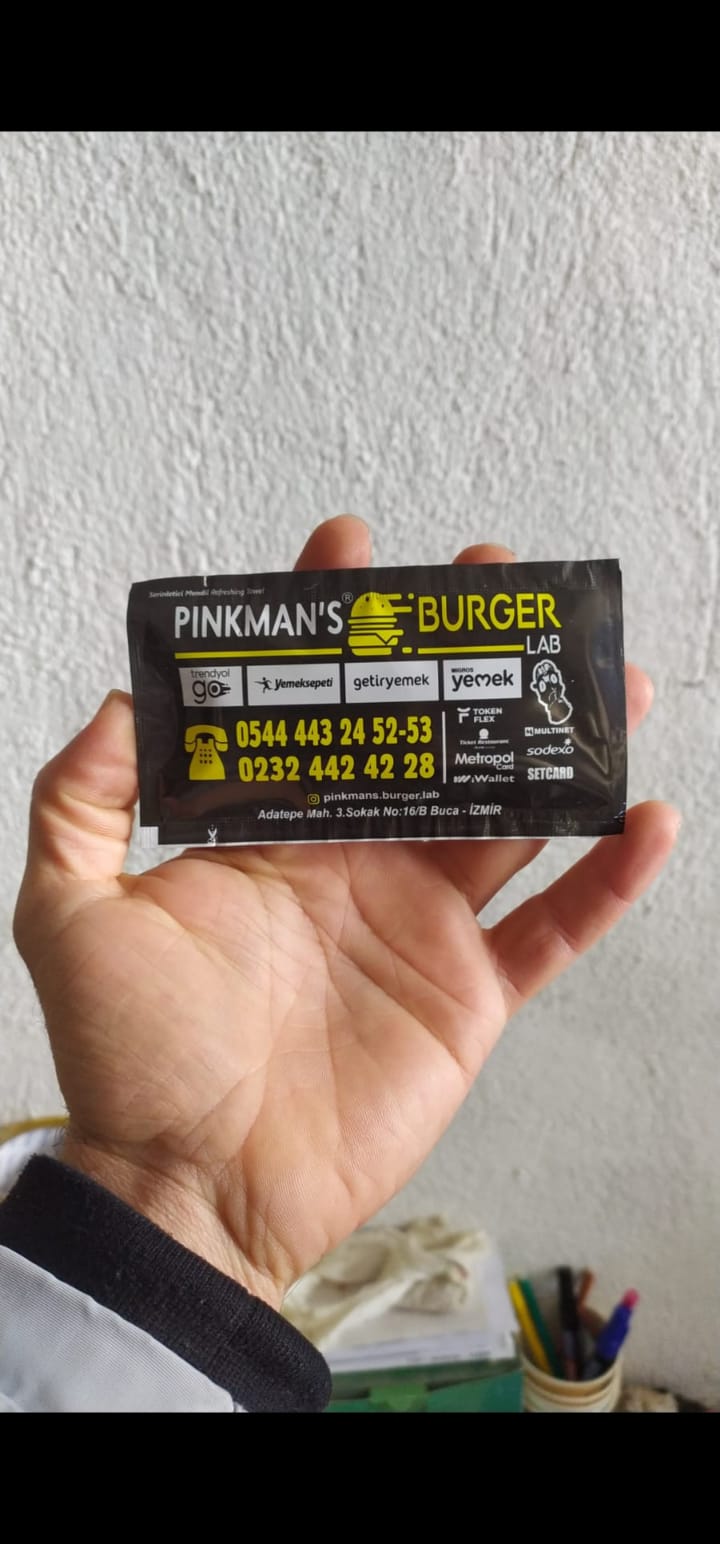 Serinletici Mendil Refreshing Towel
PINKMAN'S® BURGER
LAB
trendyol go
Yemeksepeti
getiryemek
MIGROS yemek
0544 443 24 52-53
0232 442 42 28
TOKEN FLEX
Ticket Restaurant
MULTINET
sodexo
Metropol Card
iWallet
SETCARD
pinkmans.burger.lab
Adatepe Mah. 3.Sokak No:16/B Buca - İZMİR